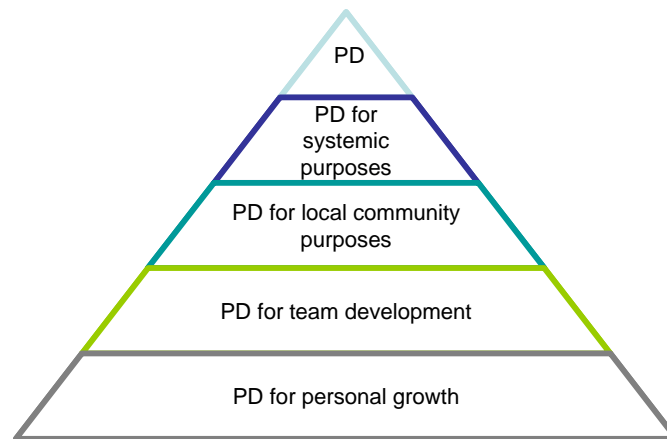 PD
PD for
systemic
purposes
PD for local community
purposes
PD for team development
PD for personal growth